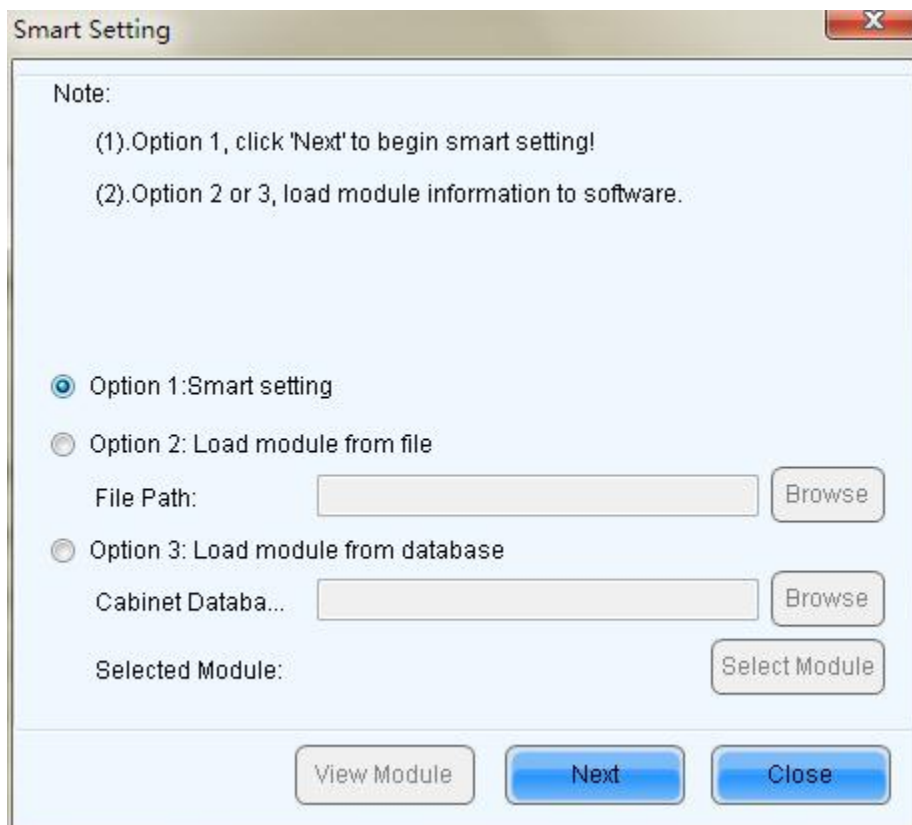 Smart Setting
Note:
(1).Option 1, click 'Next' to begin smart setting!
(2).Option 2 or 3, load module information to software.
Option 1:Smart setting
Option 2: Load module from file
File Path:
Browse
Option 3: Load module from database
Cabinet Databa...
Browse
Selected Module:
Select Module
View Module
Next
Close